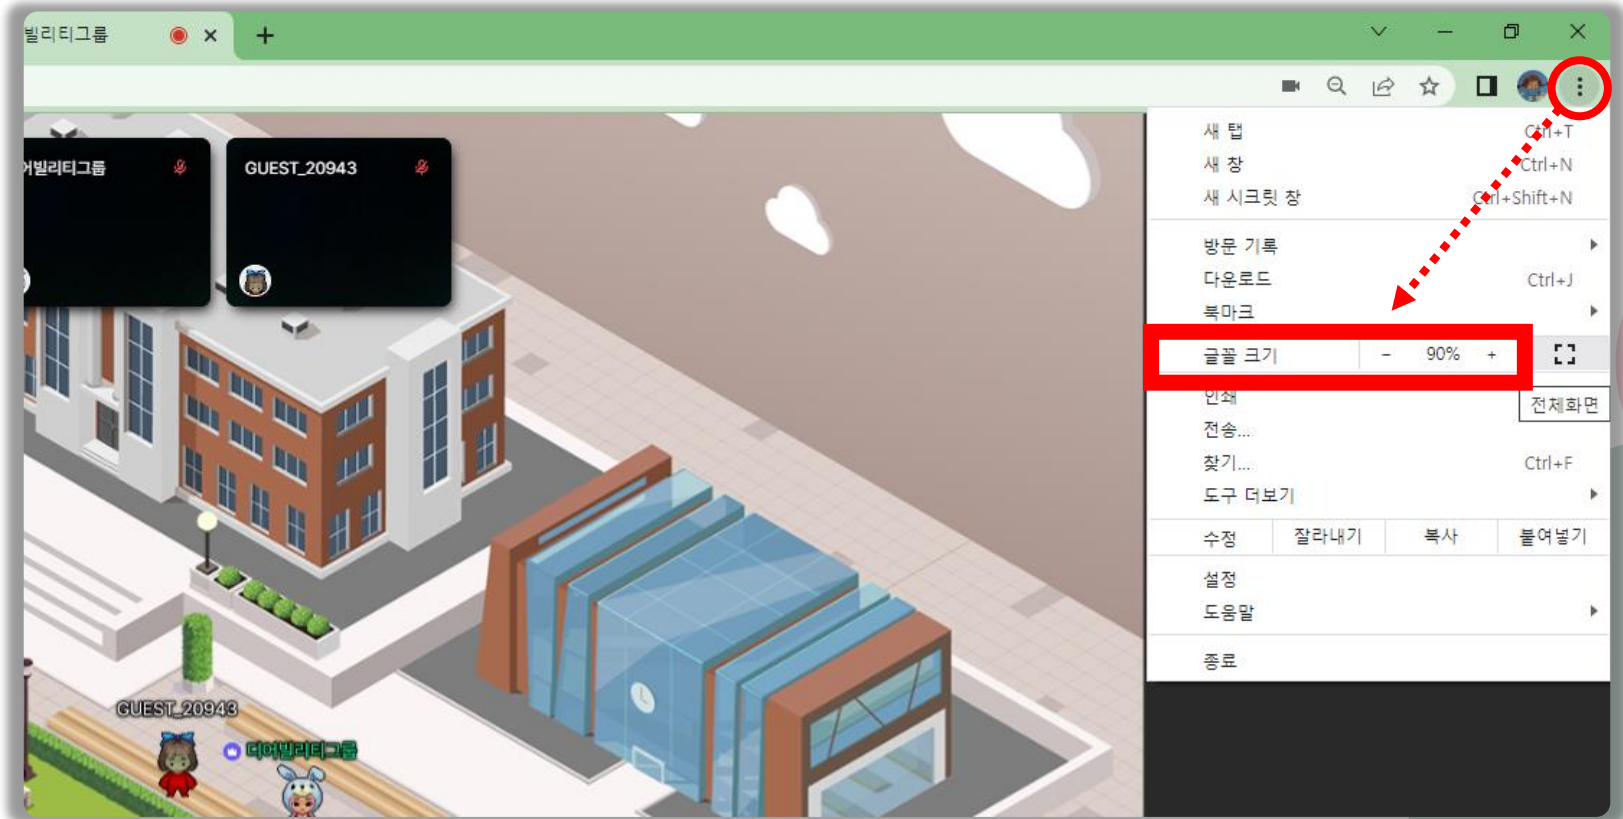 빌리티그룹
어빌리티그룹
GUEST_20943
새 탭 Ctrl+T
새 창 Ctrl+N
새 시크릿 창 Ctrl+Shift+N
방문 기록
다운로드 Ctrl+J
북마크
글꼴 크기 - 90% +
전체화면
인쇄
전송...
찾기... Ctrl+F
도구 더보기
수정 잘라내기 복사 붙여넣기
설정
도움말
종료
GUEST_20943
디어빌리티그룹